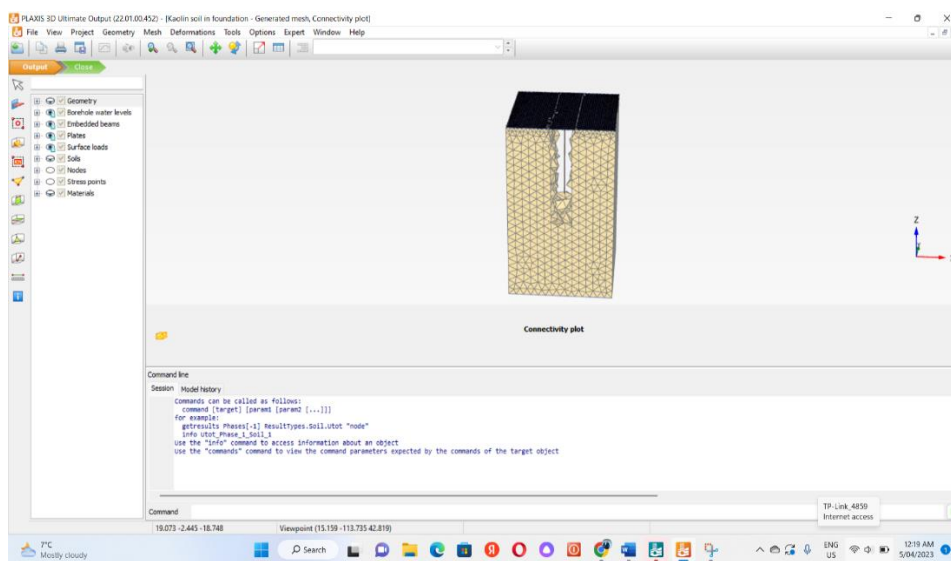 PLAXIS 3D Ultimate Output (22.01.00.452) - [Kaolin soil in foundation - Generated mesh, Connectivity plot]
File View Project Geometry Mesh Deformations Tools Options Expert Window Help
Output Close
Geometry
Borehole water levels
Embedded beams
Plates
Surface loads
Soils
Nodes
Stress points
Materials
Z
Connectivity plot
Command line
Session Model history
Commands can be called as follows:
command [target] [param1 [param2 [...]]]
for example:
getresults Phases[-1] ResultTypes.Soil.Utot "node"
info Utot_Phase_1_Soil_1
Use the "info" command to access information about an object
Use the "commands" command to view the command parameters expected by the commands of the target object
Command
TP-Link_4859
Internet access
19.073 -2.445 -18.748 Viewpoint (15.159 -113.735 42.819)
7°C
Mostly cloudy
Search
ENG
US
12:19 AM
5/04/2023